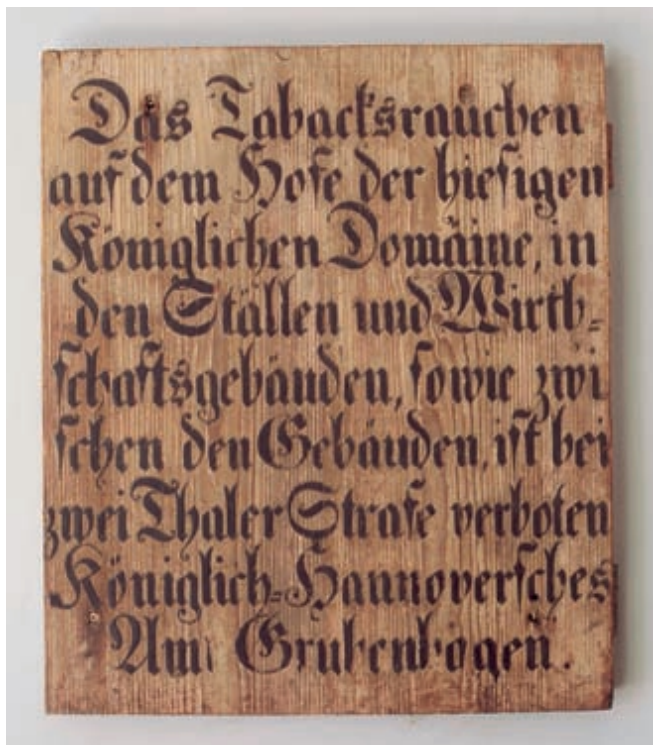 Das Tabacksrauchen
auf dem Hofe der hieſigen
Königlichen Domaine, in
den Ställen und Wirth=
ſchaftsgebäuden, ſowie zwi
ſchen den Gebäuden, iſt bei
zwei Thaler Strafe verboten
Königlich=Hannoverſches
Amt Grubenhagen.